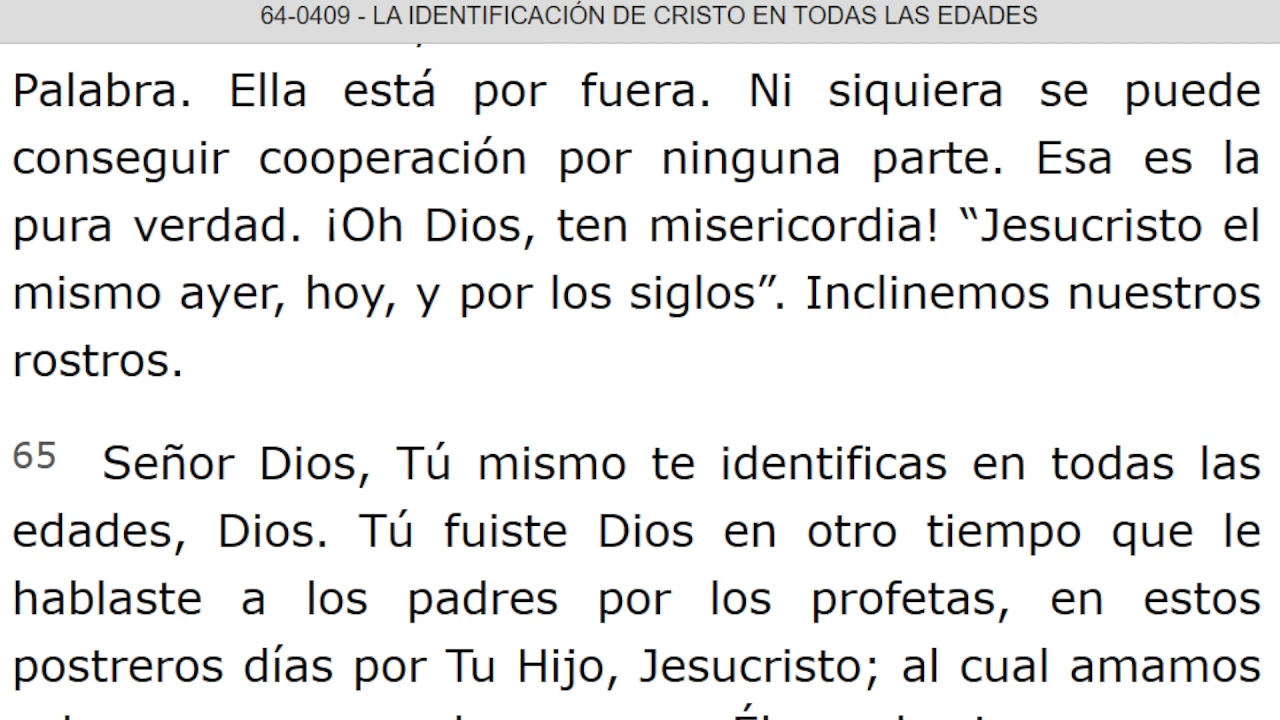 64-0409 - LA IDENTIFICACIÓN DE CRISTO EN TODAS LAS EDADES
Palabra. Ella está por fuera. Ni siquiera se puede
conseguir cooperación por ninguna parte. Esa es la
pura verdad. ¡Oh Dios, ten misericordia! “Jesucristo el
mismo ayer, hoy, y por los siglos”. Inclinemos nuestros
rostros.
65 Señor Dios, Tú mismo te identificas en todas las
edades, Dios. Tú fuiste Dios en otro tiempo que le
hablaste a los padres por los profetas, en estos
postreros días por Tu Hijo, Jesucristo; al cual amamos